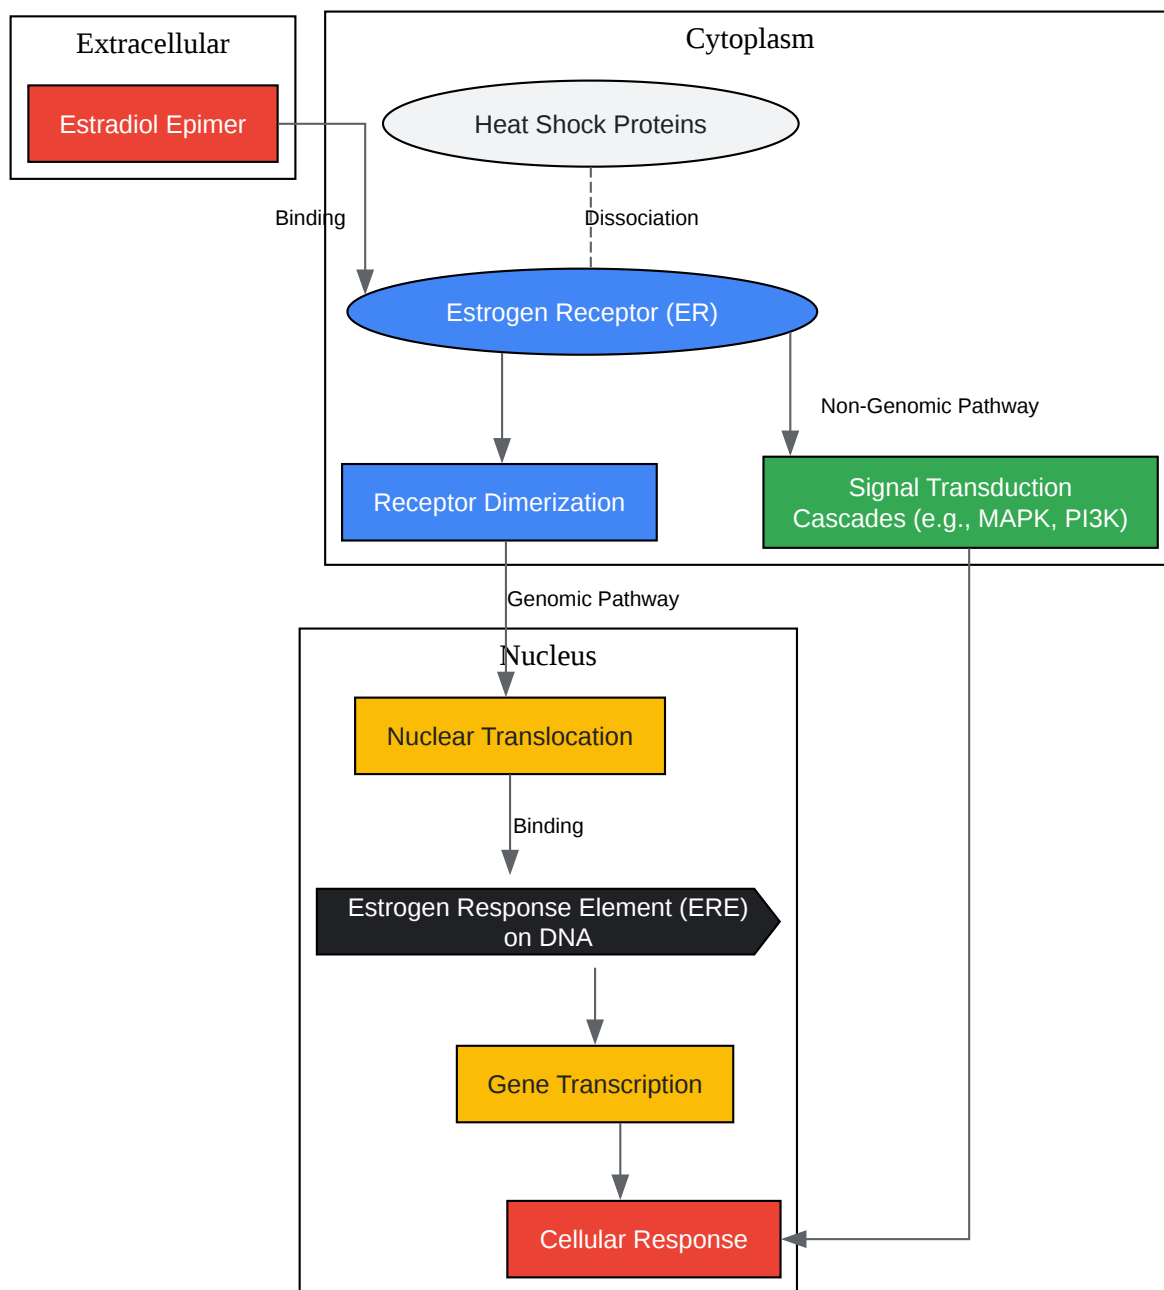 Extracellular
Cytoplasm
Estradiol Epimer
Heat Shock Proteins
Binding
Dissociation
Estrogen Receptor (ER)
Non-Genomic Pathway
Receptor Dimerization
Signal Transduction
Cascades (e.g., MAPK, PI3K)
Genomic Pathway
Nucleus
Nuclear Translocation
Binding
Estrogen Response Element (ERE)
on DNA
Gene Transcription
Cellular Response